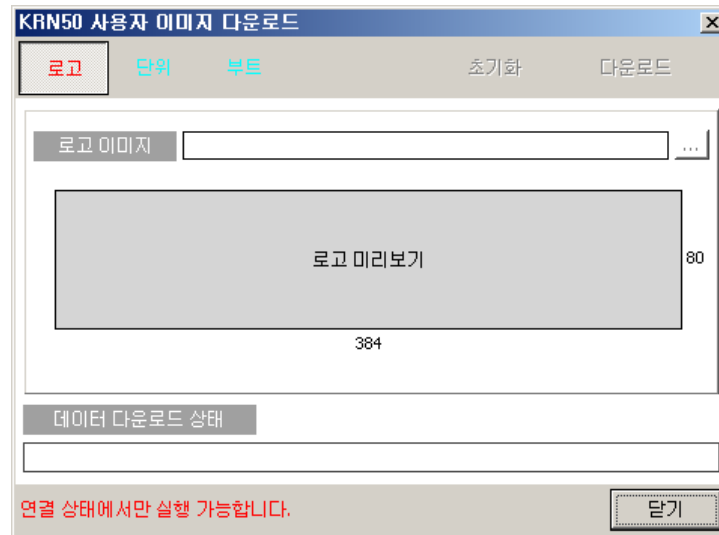 KRN50 사용자 이미지 다운로드
로고 단위 부트 초기화 다운로드
로고 이미지 ...
로고 미리보기
80
384
데이터 다운로드 상태
연결 상태에서만 실행 가능합니다. 닫기